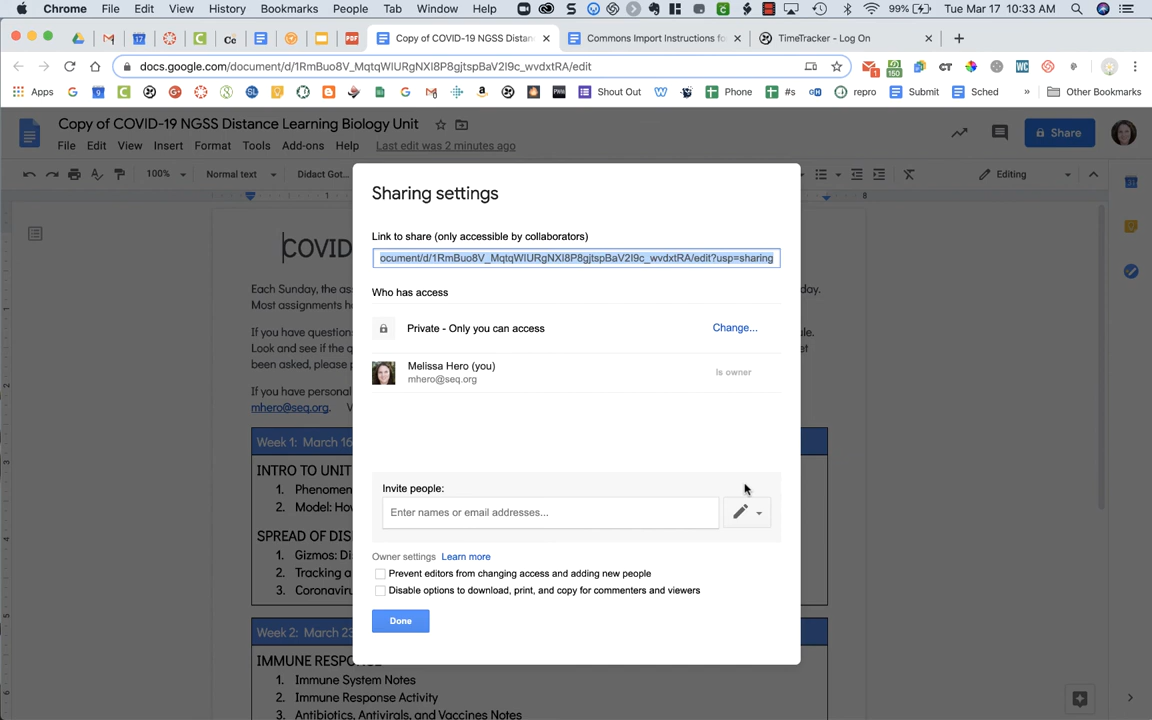 Chrome File Edit View History Bookmarks People Tab Window Help 99% Tue Mar 17 10:33 AM
Copy of COVID-19 NGSS Distan Commons Import Instructions fo TimeTracker - Log On
docs.google.com/document/d/1RmBuo8V_MqtqWlURgNXl8P8gjtspBaV2l9c_wvdxtRA/edit
Apps Shout Out Phone #s repro Submit Sched » Other Bookmarks
Copy of COVID-19 NGSS Distance Learning Biology Unit
Share
File Edit View Insert Format Tools Add-ons Help Last edit was 2 minutes ago
100% Normal text Didact Got... Editing
1 8
COVID
Each Sunday, the as
day.
Most assignments h
If you have question
le.
Look and see if the q
et
been asked, please p
If you have personal
mhero@seq.org. V
Week 1: March 16
INTRO TO UNIT
1. Phenomen
2. Model: Hov
SPREAD OF DIS
1. Gizmos: Di
2. Tracking a
3. Coronaviru
Week 2: March 23
IMMUNE RESPO
1. Immune System Notes
2. Immune Response Activity
3. Antibiotics, Antivirals, and Vaccines Notes
Sharing settings
Link to share (only accessible by collaborators)
ocument/d/1RmBuo8V_MqtqWlURgNXl8P8gjtspBaV2l9c_wvdxtRA/edit?usp=sharing
Who has access
Private - Only you can access Change...
Melissa Hero (you)
mhero@seq.org
Is owner
Invite people:
Enter names or email addresses...
Owner settings Learn more
Prevent editors from changing access and adding new people
Disable options to download, print, and copy for commenters and viewers
Done